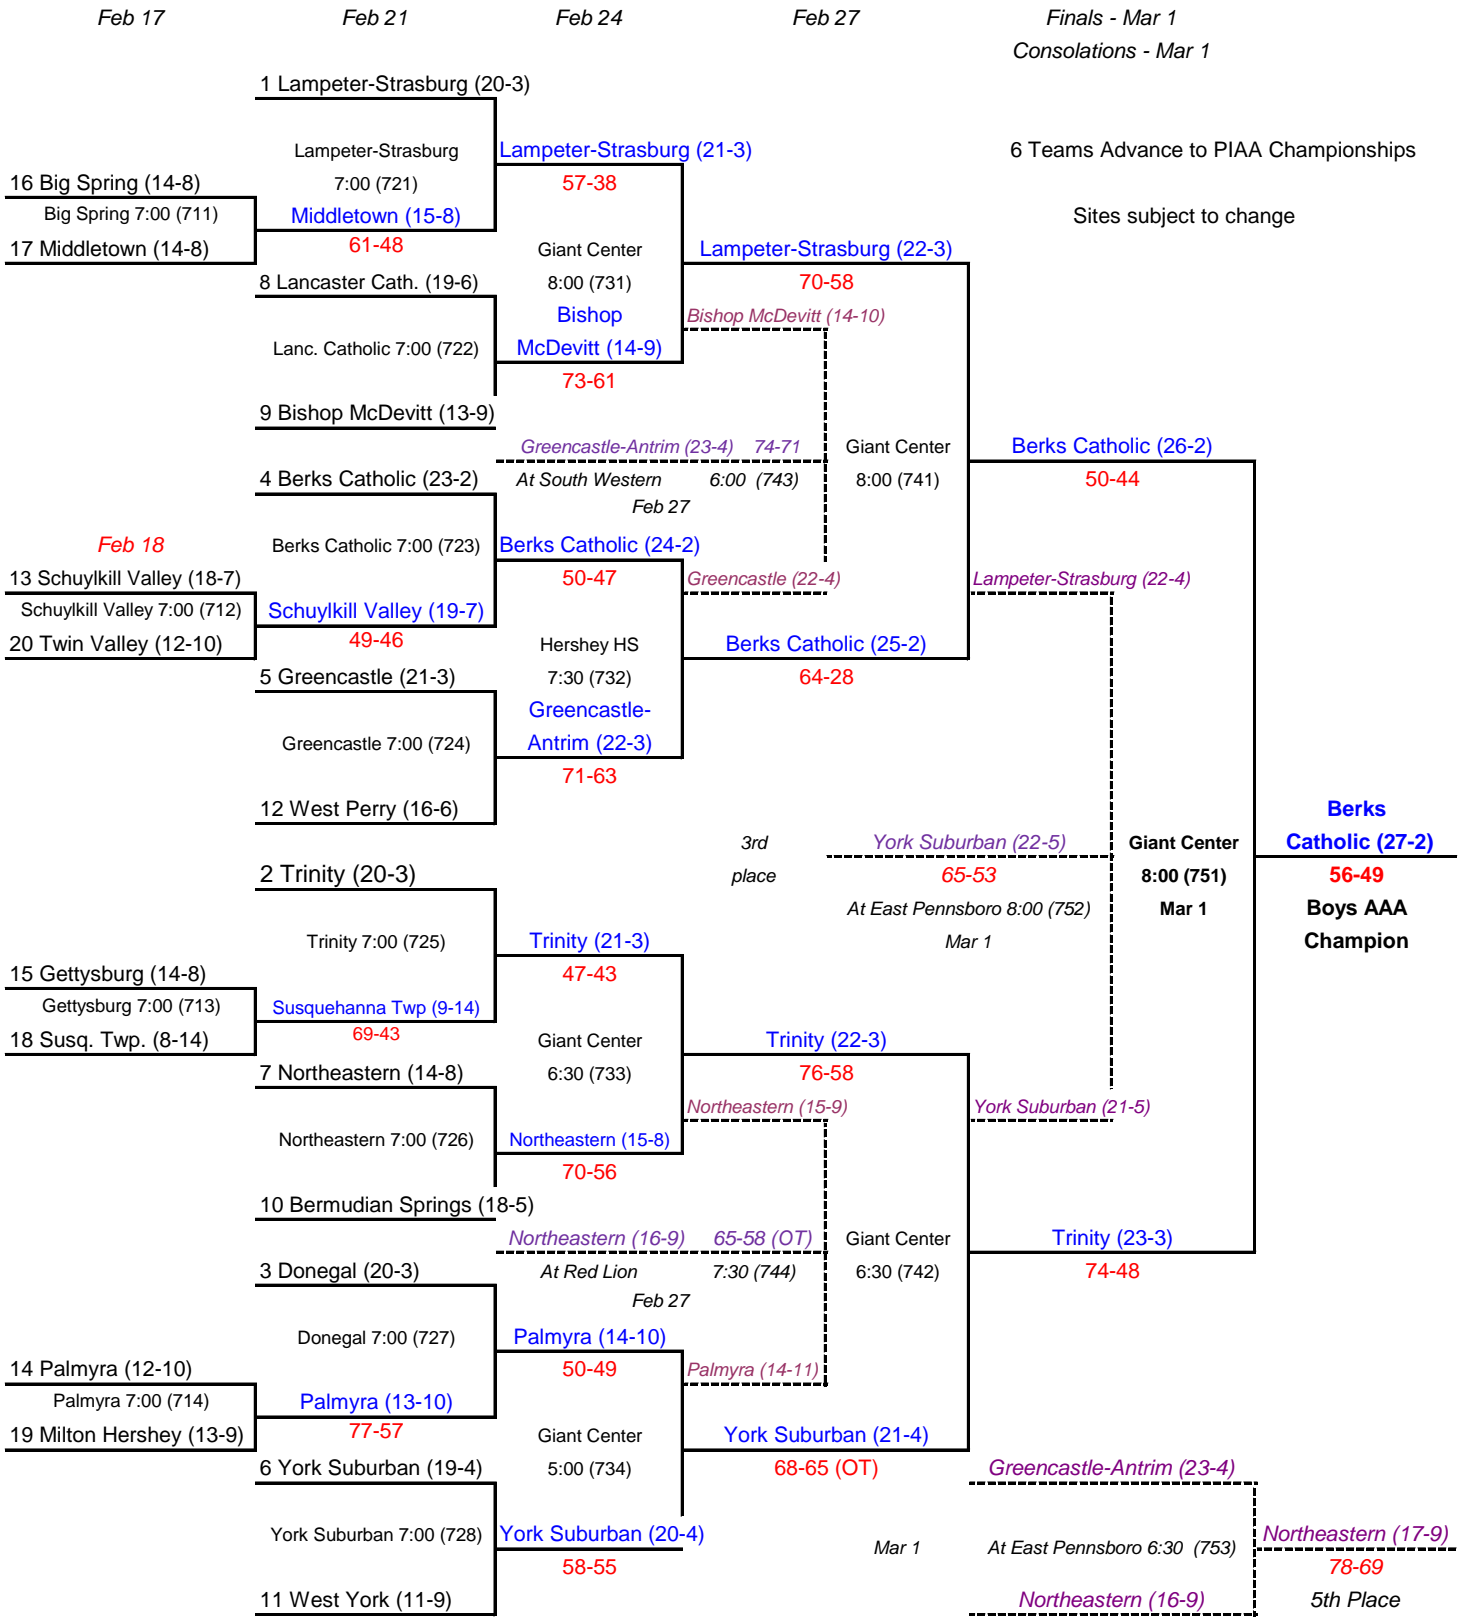 Feb 17 Feb 21 Feb 24 Feb 27 Finals - Mar 1
Consolations - Mar 1
1 Lampeter-Strasburg (20-3)
Lampeter-Strasburg Lampeter-Strasburg (21-3) 6 Teams Advance to PIAA Championships
16 Big Spring (14-8) 7:00 (721) 57-38
Big Spring 7:00 (711) Middletown (15-8) Sites subject to change
17 Middletown (14-8) 61-48 Giant Center Lampeter-Strasburg (22-3)
8 Lancaster Cath. (19-6) 8:00 (731) 70-58
Bishop Bishop McDevitt (14-10)
Lanc. Catholic 7:00 (722) McDevitt (14-9)
73-61
9 Bishop McDevitt (13-9)
Greencastle-Antrim (23-4) 74-71 Giant Center Berks Catholic (26-2)
4 Berks Catholic (23-2) At South Western 6:00 (743) 8:00 (741) 50-44
Feb 27
Feb 18 Berks Catholic 7:00 (723) Berks Catholic (24-2)
13 Schuylkill Valley (18-7) 50-47 Greencastle (22-4) Lampeter-Strasburg (22-4)
Schuylkill Valley 7:00 (712) Schuylkill Valley (19-7)
20 Twin Valley (12-10) 49-46 Hershey HS Berks Catholic (25-2)
5 Greencastle (21-3) 7:30 (732) 64-28
Greencastle-
Greencastle 7:00 (724) Antrim (22-3)
71-63
12 West Perry (16-6) Berks
3rd York Suburban (22-5) Giant Center Catholic (27-2)
2 Trinity (20-3) place 65-53 8:00 (751) 56-49
At East Pennsboro 8:00 (752) Mar 1 Boys AAA
Trinity 7:00 (725) Trinity (21-3) Mar 1 Champion
15 Gettysburg (14-8) 47-43
Gettysburg 7:00 (713) Susquehanna Twp (9-14)
18 Susq. Twp. (8-14) 69-43 Giant Center Trinity (22-3)
7 Northeastern (14-8) 6:30 (733) 76-58
Northeastern (15-9) York Suburban (21-5)
Northeastern 7:00 (726) Northeastern (15-8)
70-56
10 Bermudian Springs (18-5)
Northeastern (16-9) 65-58 (OT) Giant Center Trinity (23-3)
3 Donegal (20-3) At Red Lion 7:30 (744) 6:30 (742) 74-48
Feb 27
Donegal 7:00 (727) Palmyra (14-10)
14 Palmyra (12-10) 50-49 Palmyra (14-11)
Palmyra 7:00 (714) Palmyra (13-10)
19 Milton Hershey (13-9) 77-57 Giant Center York Suburban (21-4)
6 York Suburban (19-4) 5:00 (734) 68-65 (OT) Greencastle-Antrim (23-4)
York Suburban 7:00 (728) York Suburban (20-4) Mar 1 At East Pennsboro 6:30 (753) Northeastern (17-9)
58-55 78-69
11 West York (11-9) Northeastern (16-9) 5th Place